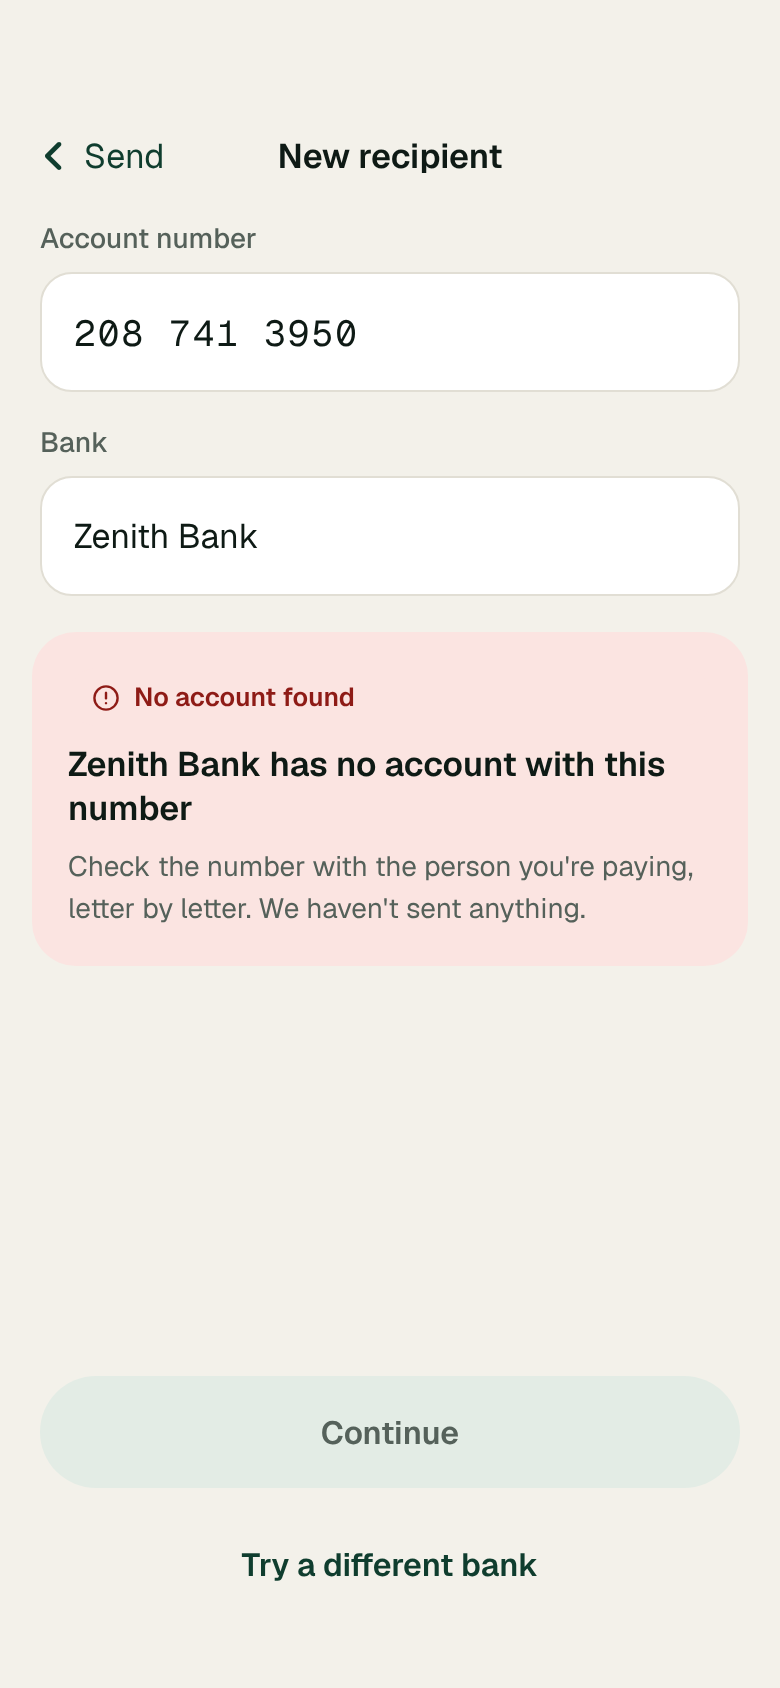 Send
New recipient
Account number
208 741 3950
Bank
Zenith Bank
No account found
Zenith Bank has no account with this
number
Check the number with the person you're paying,
letter by letter. We haven't sent anything.
Continue
Try a different bank